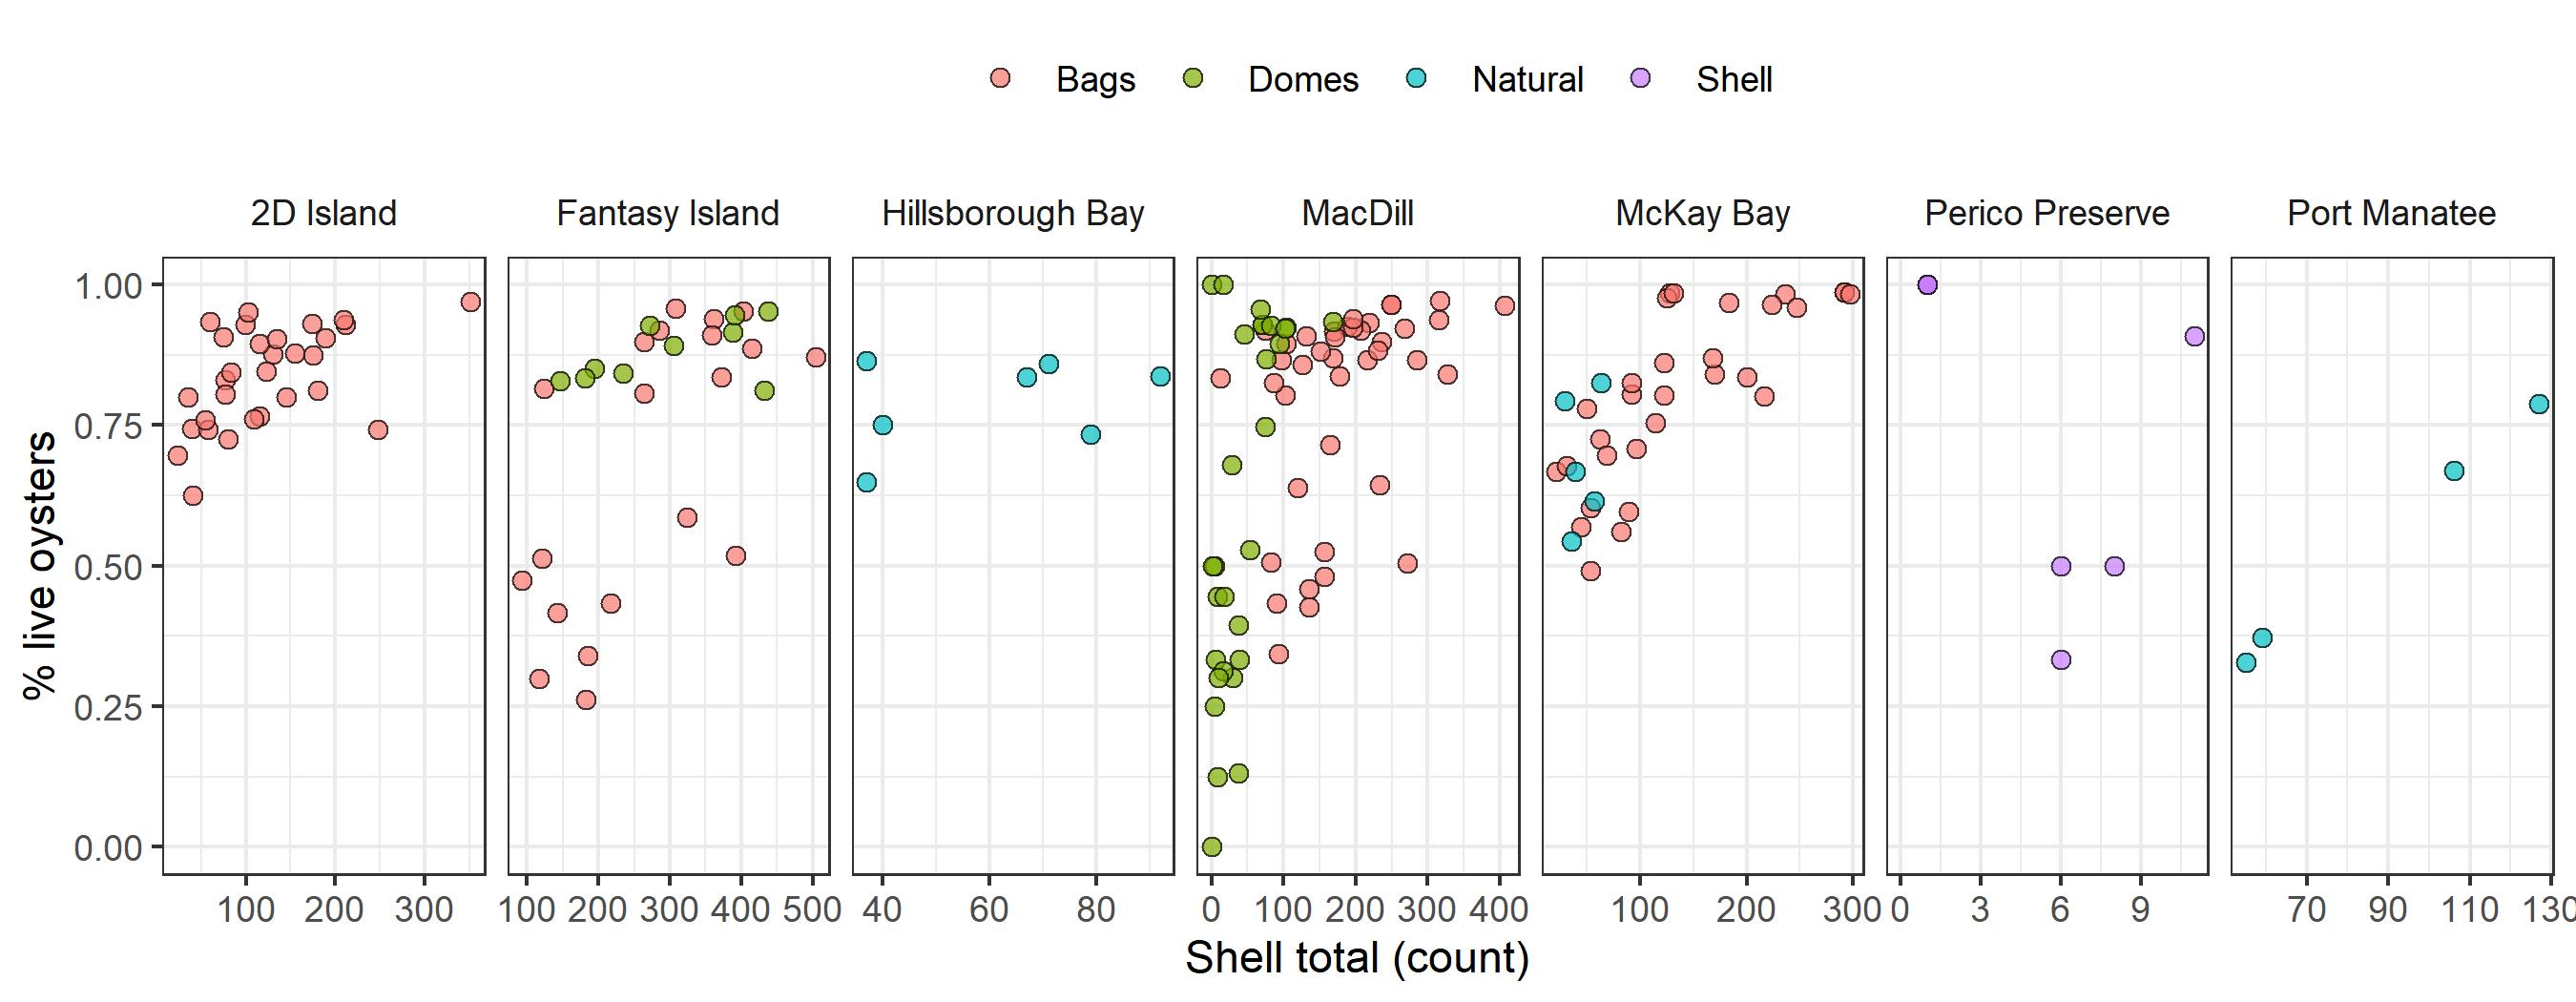 Bags Domes Natural Shell
2D Island Fantasy Island Hillsborough Bay MacDill McKay Bay Perico Preserve Port Manatee
% live oysters
1.00
0.75
0.50
0.25
0.00
100 200 300 100 200 300 400 500 40 60 80 0 100 200 300 400 100 200 300 0 3 6 9 70 90 110 130
Shell total (count)